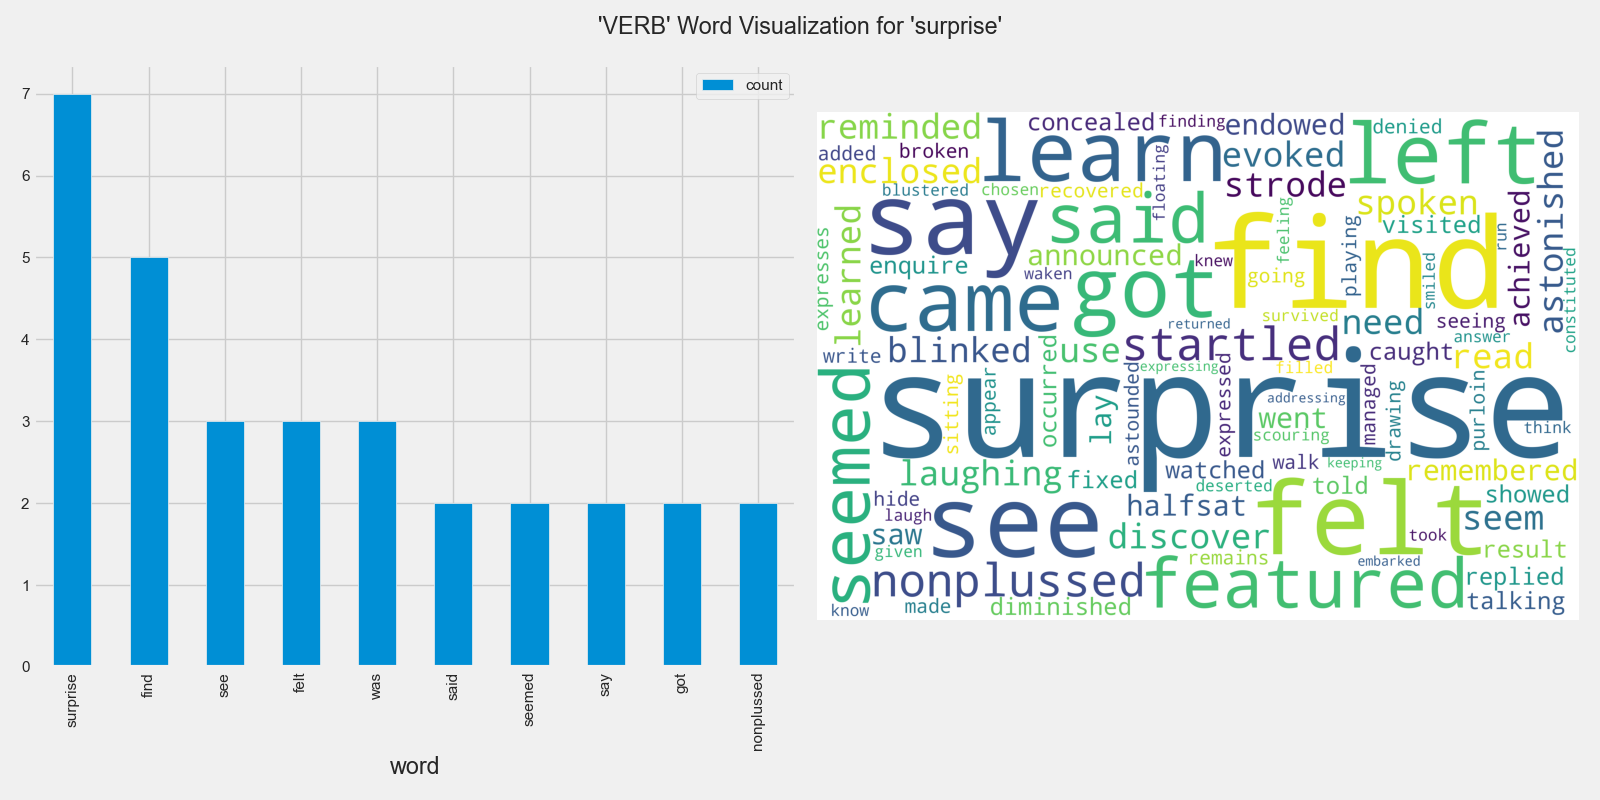 'VERB' Word Visualization for 'surprise'
count
7
6
5
4
3
2
1
0
surprise
find
see
felt
was
said
seemed
say
got
nonplussed
word
reminded
learn
concealed
finding
endowed
left
denied
astonished
added
broken
evoked
enclosed
blustered
chosen
recovered
floating
strode
say
said
find
spoken
achieved
expresses
learned
feeling
playing
visited
run
enquire
announced
knew
waken
got
going
smiled
constituted
came
survived
need
seeing
returned
write
blinked
occurred
use
startled
caught
answer
read
seemed
expressing
filled
surprise
sitting
appear
lay
astounded
expressed
addressing
managed
drawing
purloin
think
went
scouring
laughing
fixed
watched
walk
keeping
remembered
deserted
hide
laugh
see
halfsat
felt
told
showed
saw
given
discover
seem
took
result
remains
embarked
nonplussed
featured
replied
know
made
diminished
talking